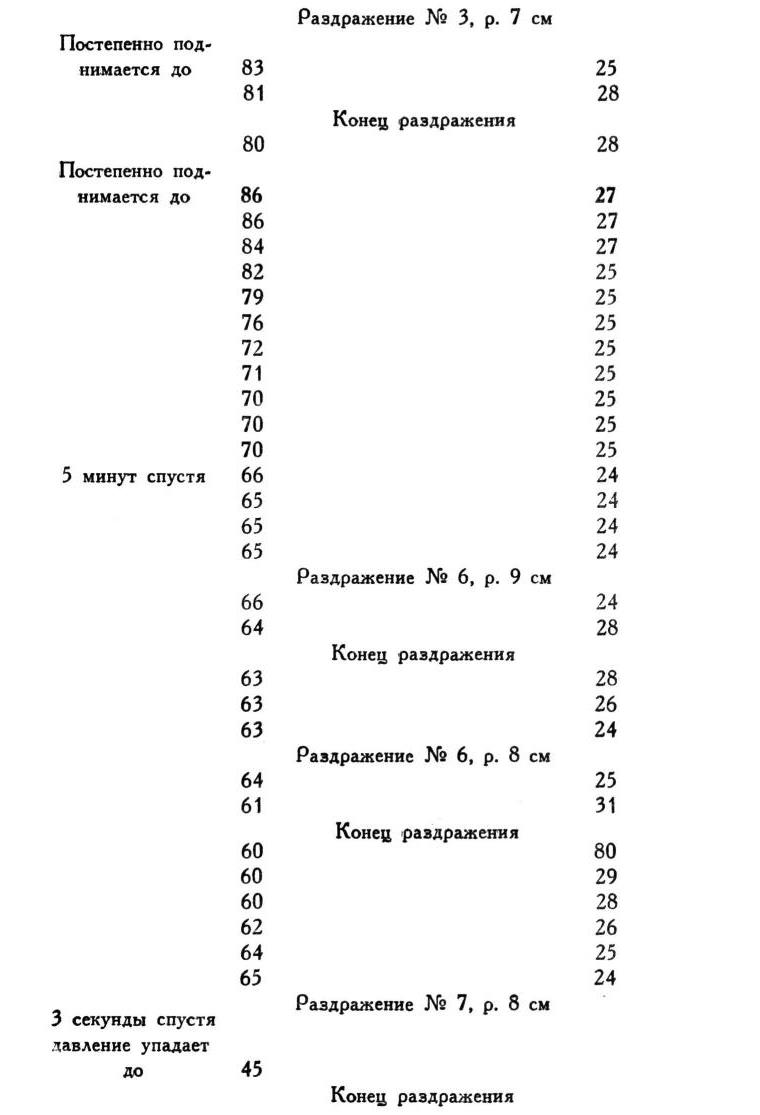 Раздражение № 3, р. 7 см
Постепенно под-
нимается до 83 25
81 28
Конец раздражения
80 28
Постепенно под-
нимается до 86 27
86 27
84 27
82 25
79 25
76 25
72 25
71 25
70 25
70 25
70 25
5 минут спустя 66 24
65 24
65 24
65 24
Раздражение № 6, р. 9 см
66 24
64 28
Конец раздражения
63 28
63 26
63 24
Раздражение № 6, р. 8 см
64 25
61 31
Конец раздражения
60 80
60 29
60 28
62 26
64 25
65 24
Раздражение № 7, р. 8 см
3 секунды спустя
давление упадает
до 45
Конец раздражения